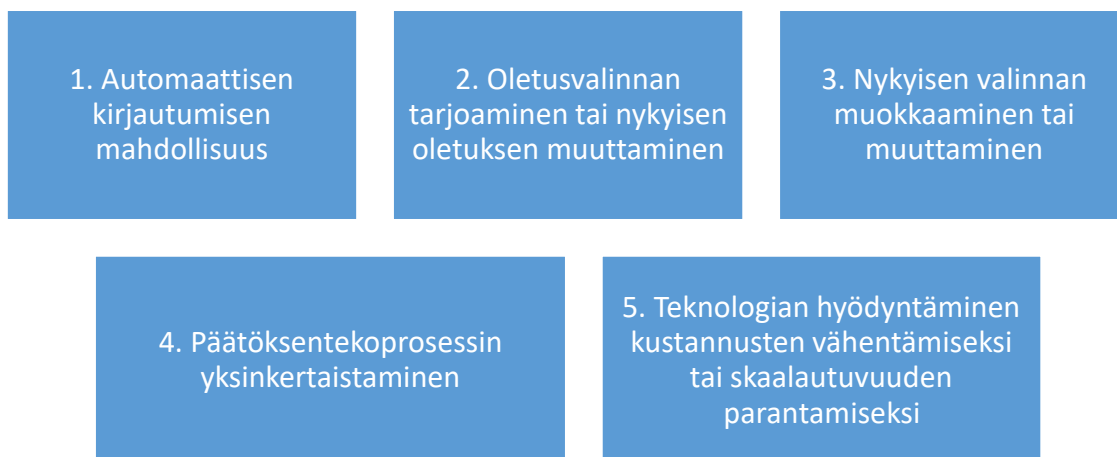 1. Automaattisen
kirjautumisen
mahdollisuus
2. Oletusvalinnan
tarjoaminen tai nykyisen
oletuksen muuttaminen
3. Nykyisen valinnan
muokkaaminen tai
muuttaminen
4. Päätöksentekoprosessin
yksinkertaistaminen
5. Teknologian hyödyntäminen
kustannusten vähentämiseksi
tai skaalautuvuuden
parantamiseksi